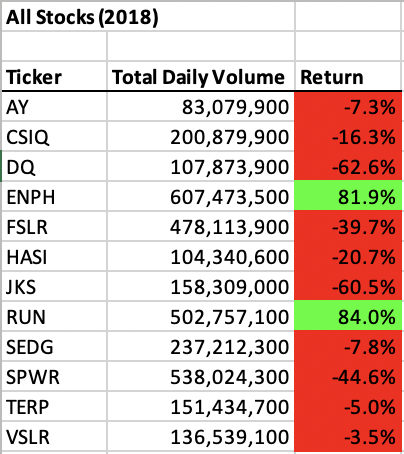 All Stocks (2018)
Ticker Total Daily Volume Return
AY 83,079,900 -7.3%
CSIQ 200,879,900 -16.3%
DQ 107,873,900 -62.6%
ENPH 607,473,500 81.9%
FSLR 478,113,900 -39.7%
HASI 104,340,600 -20.7%
JKS 158,309,000 -60.5%
RUN 502,757,100 84.0%
SEDG 237,212,300 -7.8%
SPWR 538,024,300 -44.6%
TERP 151,434,700 -5.0%
VSLR 136,539,100 -3.5%